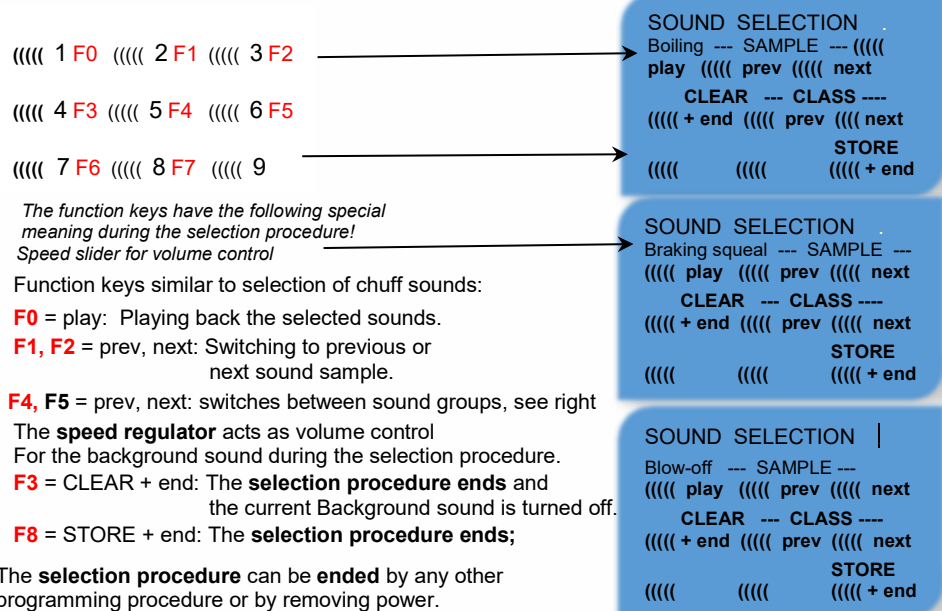 ((((( 1 F0 ((((( 2 F1 ((((( 3 F2
((((( 4 F3 ((((( 5 F4 ((((( 6 F5
((((( 7 F6 ((((( 8 F7 ((((( 9
The function keys have the following special
meaning during the selection procedure!
Speed slider for volume control
Function keys similar to selection of chuff sounds:
F0 = play: Playing back the selected sounds.
F1, F2 = prev, next: Switching to previous or
next sound sample.
F4, F5 = prev, next: switches between sound groups, see right
The speed regulator acts as volume control
For the background sound during the selection procedure.
F3 = CLEAR + end: The selection procedure ends and
the current Background sound is turned off.
F8 = STORE + end: The selection procedure ends;
The selection procedure can be ended by any other
programming procedure or by removing power.
SOUND SELECTION .
Boiling --- SAMPLE --- (((((
play ((((( prev ((((( next
CLEAR --- CLASS ----
((((( + end ((((( prev (((( next
STORE
((((( ((((( ((((( + end
SOUND SELECTION .
Braking squeal --- SAMPLE ---
((((( play ((((( prev ((((( next
CLEAR --- CLASS ----
((((( + end ((((( prev ((((( next
STORE
((((( ((((( ((((( + end
SOUND SELECTION |
Blow-off --- SAMPLE ---
((((( play ((((( prev ((((( next
CLEAR --- CLASS ----
((((( + end ((((( prev ((((( next
STORE
((((( ((((( ((((( + end